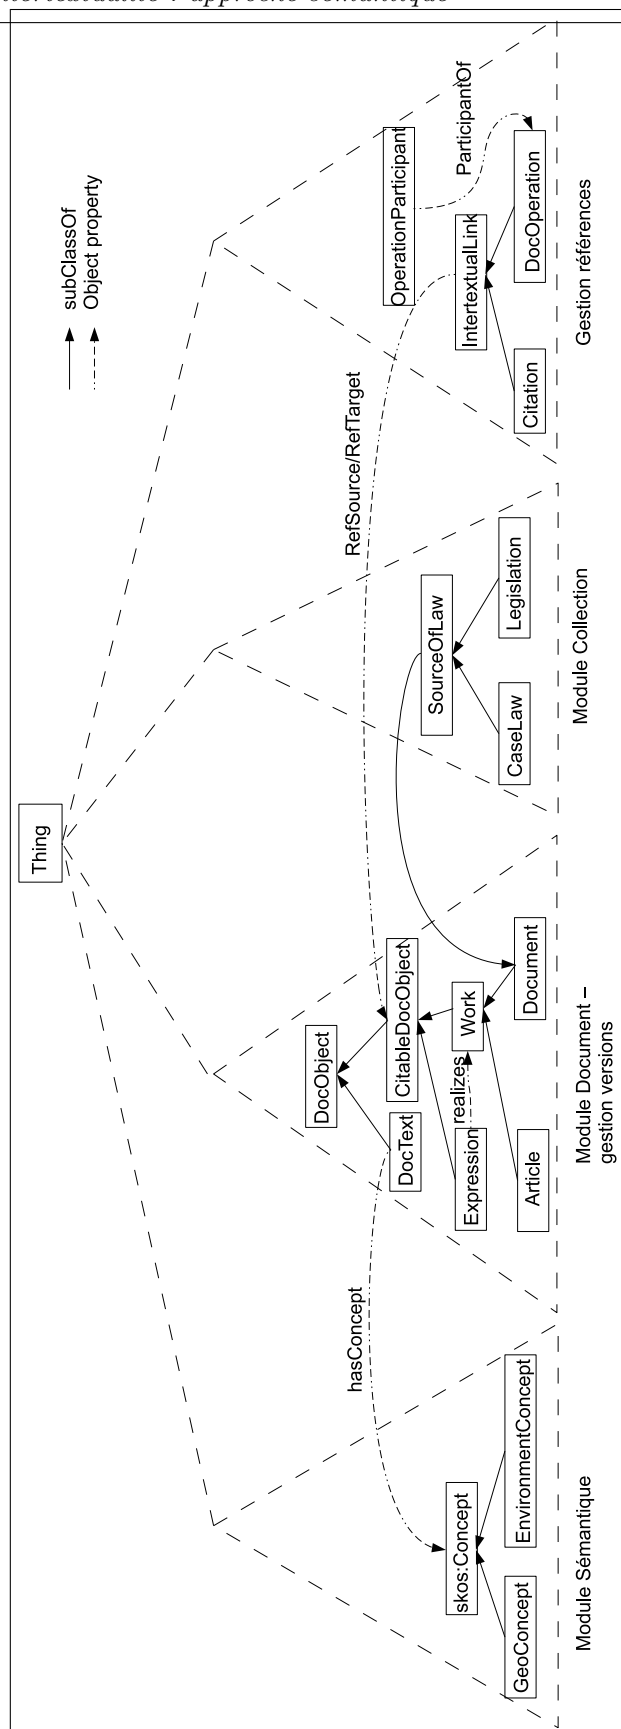 ntertextualité : approche sémantique
Thing
subClassOf
Object property
DocObject
hasConcept
RefSource/RefTarget
DocText
CitableDocObject
OperationParticipant
skos:Concept
Expression
realizes
Work
SourceOfLaw
IntertextualLink
ParticipantOf
GeoConcept
EnvironmentConcept
Article
Document
CaseLaw
Legislation
Citation
DocOperation
Module Sémantique
Module Document –
gestion versions
Module Collection
Gestion références